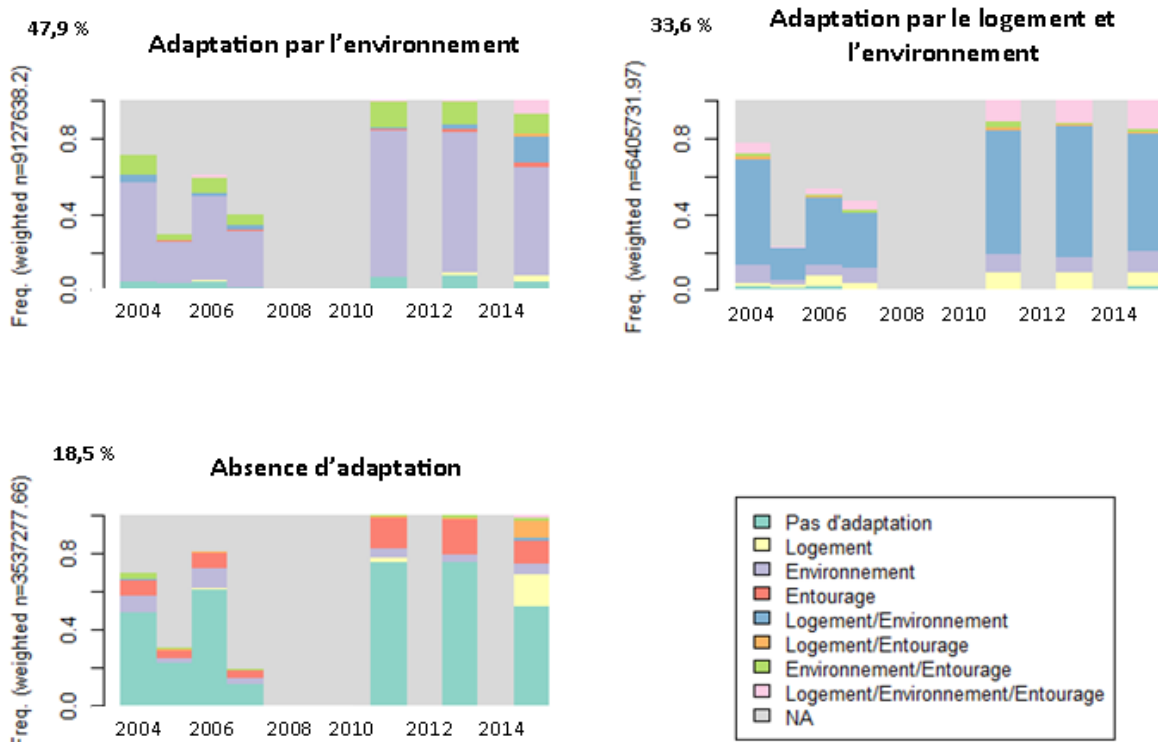 47,9 %
Adaptation par l'environnement
Freq. (weighted n=9127638.2)
0.8
0.4
0.0
2004 2006 2008 2010 2012 2014
33,6 %
Adaptation par le logement et
l'environnement
Freq. (weighted n=6405731.97)
0.8
0.4
0.0
2004 2006 2008 2010 2012 2014
18,5 %
Absence d'adaptation
Freq. (weighted n=3537277.66)
0.8
0.4
0.0
2004 2006 2008 2010 2012 2014
Pas d'adaptation
Logement
Environnement
Entourage
Logement/Environnement
Logement/Entourage
Environnement/Entourage
Logement/Environnement/Entourage
NA